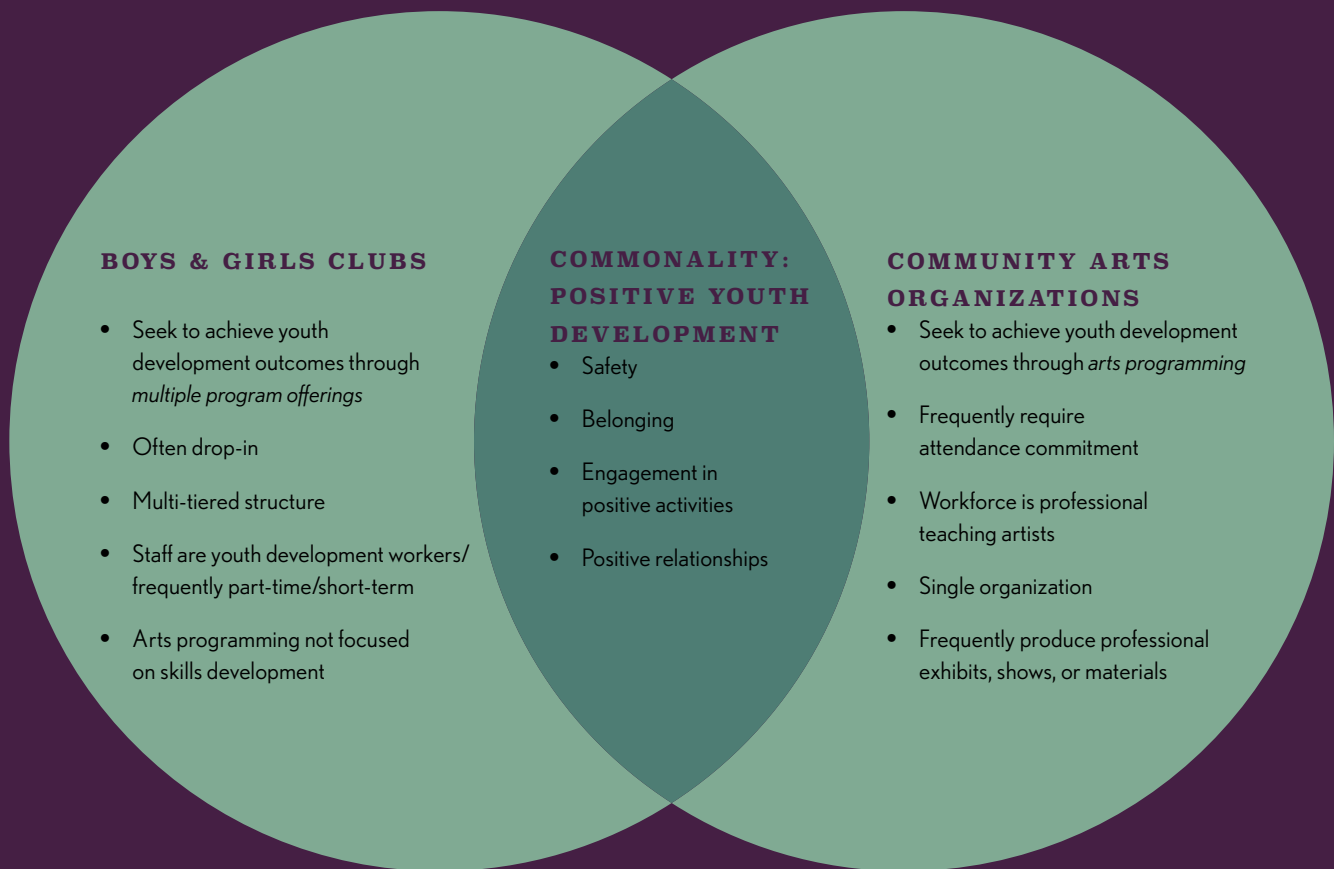 BOYS & GIRLS CLUBS
• Seek to achieve youth
development outcomes through
multiple program offerings
• Often drop-in
• Multi-tiered structure
• Staff are youth development workers/
frequently part-time/short-term
• Arts programming not focused
on skills development
COMMONALITY:
POSITIVE YOUTH
DEVELOPMENT
• Safety
• Belonging
• Engagement in
positive activities
• Positive relationships
COMMUNITY ARTS
ORGANIZATIONS
• Seek to achieve youth development
outcomes through arts programming
• Frequently require
attendance commitment
• Workforce is professional
teaching artists
• Single organization
• Frequently produce professional
exhibits, shows, or materials